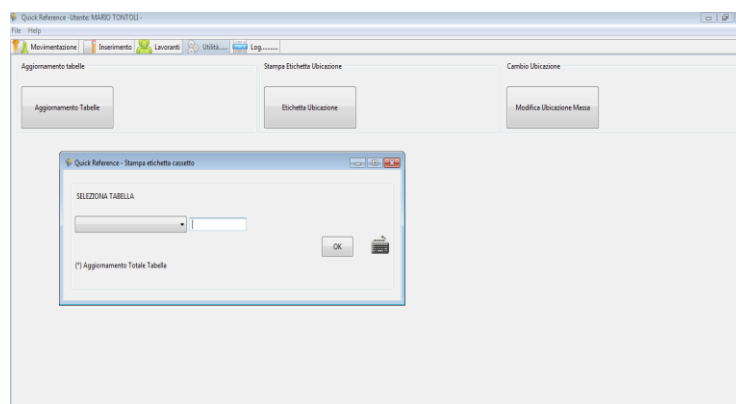 Quick Reference -Utente: MARIO TONTOLI -
File Help
Movimentazione Inserimento Lavoranti Utilità..... Log.........
Aggiornamento tabelle Stampa Etichetta Ubicazione Cambio Ubicazione
Aggiornamento Tabelle Etichette Ubicazione Modifica Ubicazione Massa
Quick Reference - Stampa etichetta cassetto
SELEZIONA TABELLA
OK
(*) Aggiornamento Totale Tabella